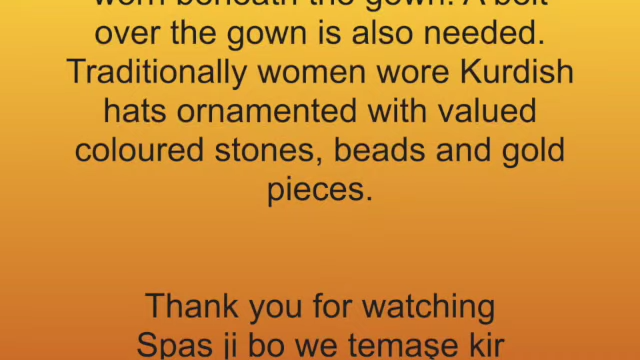 worn beneath the gown. A belt
over the gown is also needed.
Traditionally women wore Kurdish
hats ornamented with valued
coloured stones, beads and gold
pieces.
Thank you for watching
Spas ji bo we temaşe kir